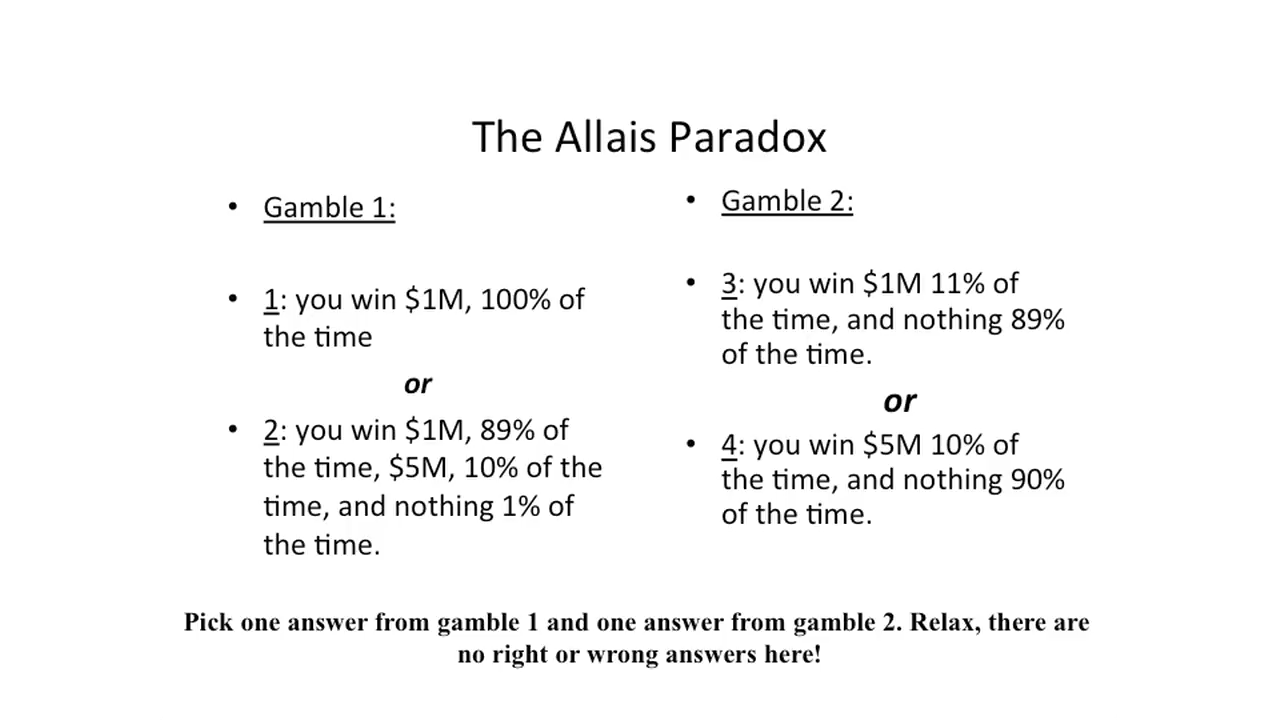 The Allais Paradox
• Gamble 1:
• 1: you win $1M, 100% of
the time
or
• 2: you win $1M, 89% of
the time, $5M, 10% of the
time, and nothing 1% of
the time.
• Gamble 2:
• 3: you win $1M 11% of
the time, and nothing 89%
of the time.
or
• 4: you win $5M 10% of
the time, and nothing 90%
of the time.
Pick one answer from gamble 1 and one answer from gamble 2. Relax, there are
no right or wrong answers here!